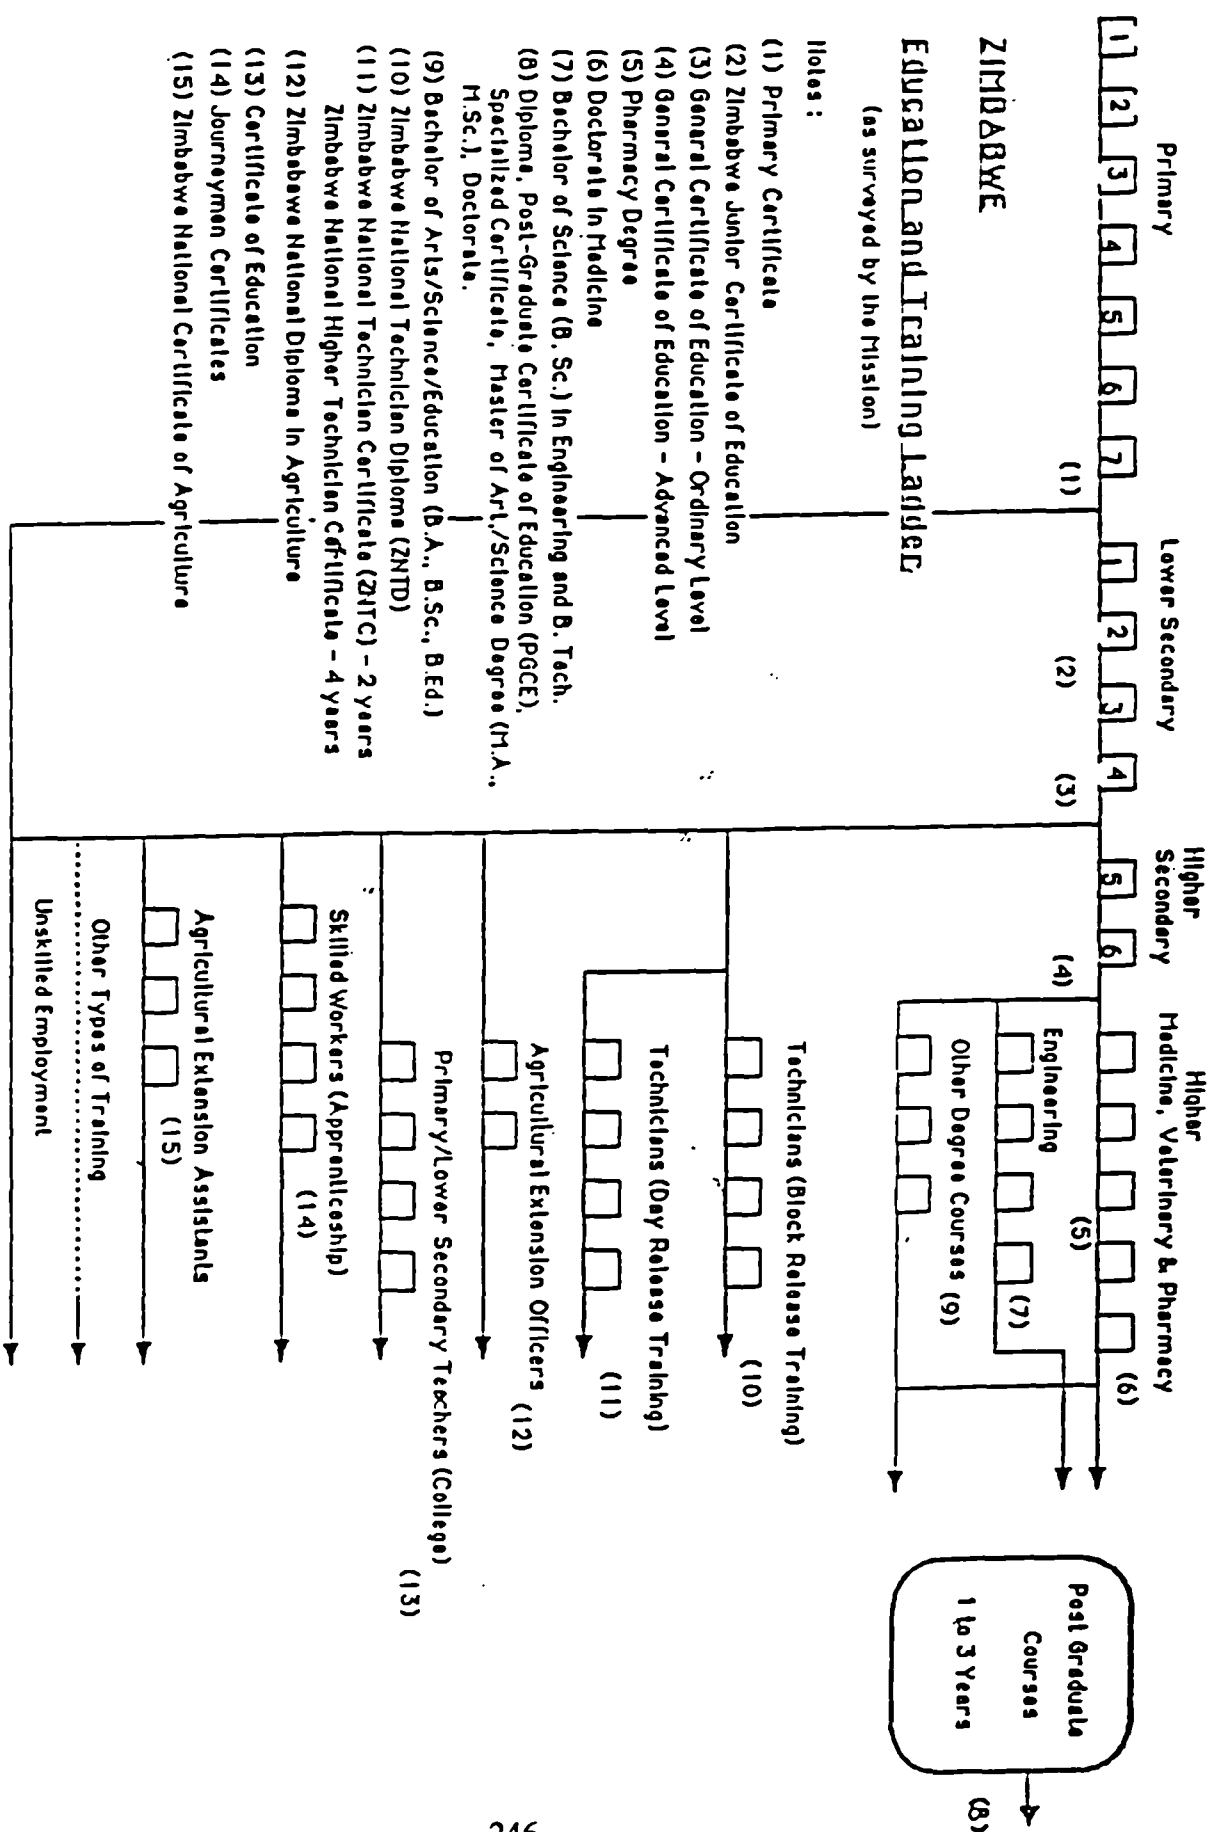 Primary
Lower Secondary
Higher
Secondary
Higher
Medicine, Veterinary & Pharmacy
1 2 3 4 5 6 7
1 2 3 4
5 6
(1)
(2)
(3)
(4)
(5)
(6)
ZIMBABWE
Education and Training Ladder
(as surveyed by the Mission)
Engineering
(7)
Other Degree Courses (9)
Post Graduate
Courses
1 to 3 Years
(8)
Notes :
(1) Primary Certificate
(2) Zimbabwe Junior Certificate of Education
(3) General Certificate of Education - Ordinary Level
(4) General Certificate of Education - Advanced Level
(5) Pharmacy Degree
(6) Doctorate in Medicine
(7) Bachelor of Science (B. Sc.) in Engineering and B. Tech.
(8) Diploma, Post-Graduate Certificate of Education (PGCE),
Specialized Certificate, Master of Art,/Science Degree (M.A.,
M.Sc.), Doctorate.
(9) Bachelor of Arts/Science/Education (B.A., B.Sc., B.Ed.)
(10) Zimbabwe National Technician Diploma (ZNTD)
(11) Zimbabwe National Technician Certificate (ZNTC) - 2 years
Zimbabwe National Higher Technician Certificate - 4 years
(12) Zimbabwe National Diploma in Agriculture
(13) Certificate of Education
(14) Journeymen Certificates
(15) Zimbabwe National Certificate of Agriculture
Technicians (Block Release Training)
(10)
Technicians (Day Release Training)
(11)
Agricultural Extension Officers
(12)
Primary/Lower Secondary Teachers (College)
(13)
Skilled Workers (Apprenticeship)
(14)
Agricultural Extension Assistants
(15)
Other Types of Training
Unskilled Employment